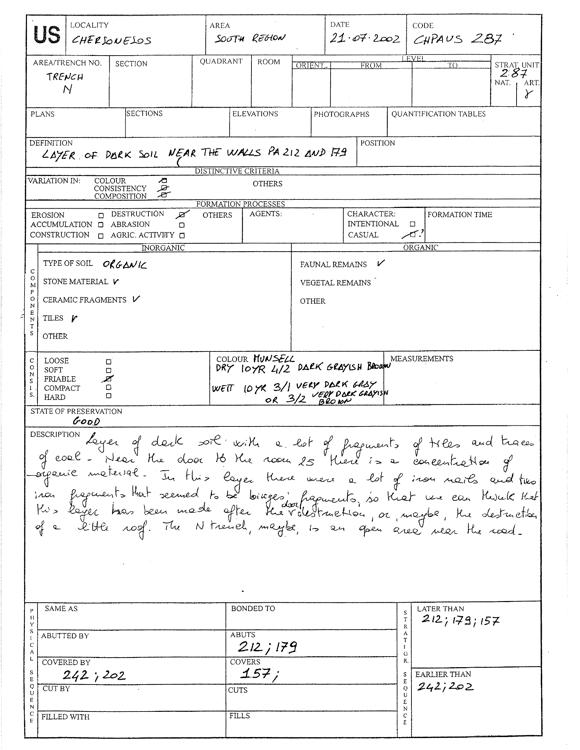 US
LOCALITY
CHERSONESOS
AREA
SOUTH REGION
DATE
21.07.2002
CODE
CHPAUS 287
AREA/TRENCH NO.
TRENCH
N
SECTION
QUADRANT
ROOM
LEVEL
ORIENT.
FROM
TO
STRAT. UNIT
287
NAT.
ART.
PLANS
SECTIONS
ELEVATIONS
PHOTOGRAPHS
QUANTIFICATION TABLES
DEFINITION
LAYER OF DARK SOIL NEAR THE WALLS PA 212 AND 179
POSITION
DISTINCTIVE CRITERIA
VARIATION IN:
COLOUR
CONSISTENCY
COMPOSITION
OTHERS
FORMATION PROCESSES
EROSION
ACCUMULATION
CONSTRUCTION
DESTRUCTION
ABRASION
AGRIC. ACTIVITY
OTHERS
AGENTS:
CHARACTER:
INTENTIONAL
CASUAL ?
FORMATION TIME
INORGANIC
ORGANIC
COMPONENTS
TYPE OF SOIL ORGANIC
STONE MATERIAL ✓
CERAMIC FRAGMENTS ✓
TILES ✓
OTHER
FAUNAL REMAINS ✓
VEGETAL REMAINS
OTHER
CONSIS.
LOOSE
SOFT
FRIABLE
COMPACT
HARD
COLOUR MUNSELL
DRY 10YR 4/2 DARK GRAYISH BROWN
WETT 10YR 3/1 VERY DARK GRAY
OR 3/2 VERY DARK GRAYISH
BROWN
MEASUREMENTS
STATE OF PRESERVATION
GOOD
DESCRIPTION Layer of dark soil with a lot of fragments of tiles and traces
of coal. Near the door to the room 25 there is a concentration of
organic material. In this layer there were a lot of iron nails and two
iron fragments that seemed to be fragments, so that we can think that
this layer has been made after the door destruction, or, maybe, the destruction
of a little roof. The N trench, maybe, is an open area near the road.
PHYSICAL SEQUENCE
SAME AS
BONDED TO
ABUTTED BY
ABUTS
212; 179
COVERED BY
242; 202
COVERS
157;
CUT BY
CUTS
FILLED WITH
FILLS
STRATIGR. SEQUENCE
LATER THAN
212; 179; 157
EARLIER THAN
242; 202